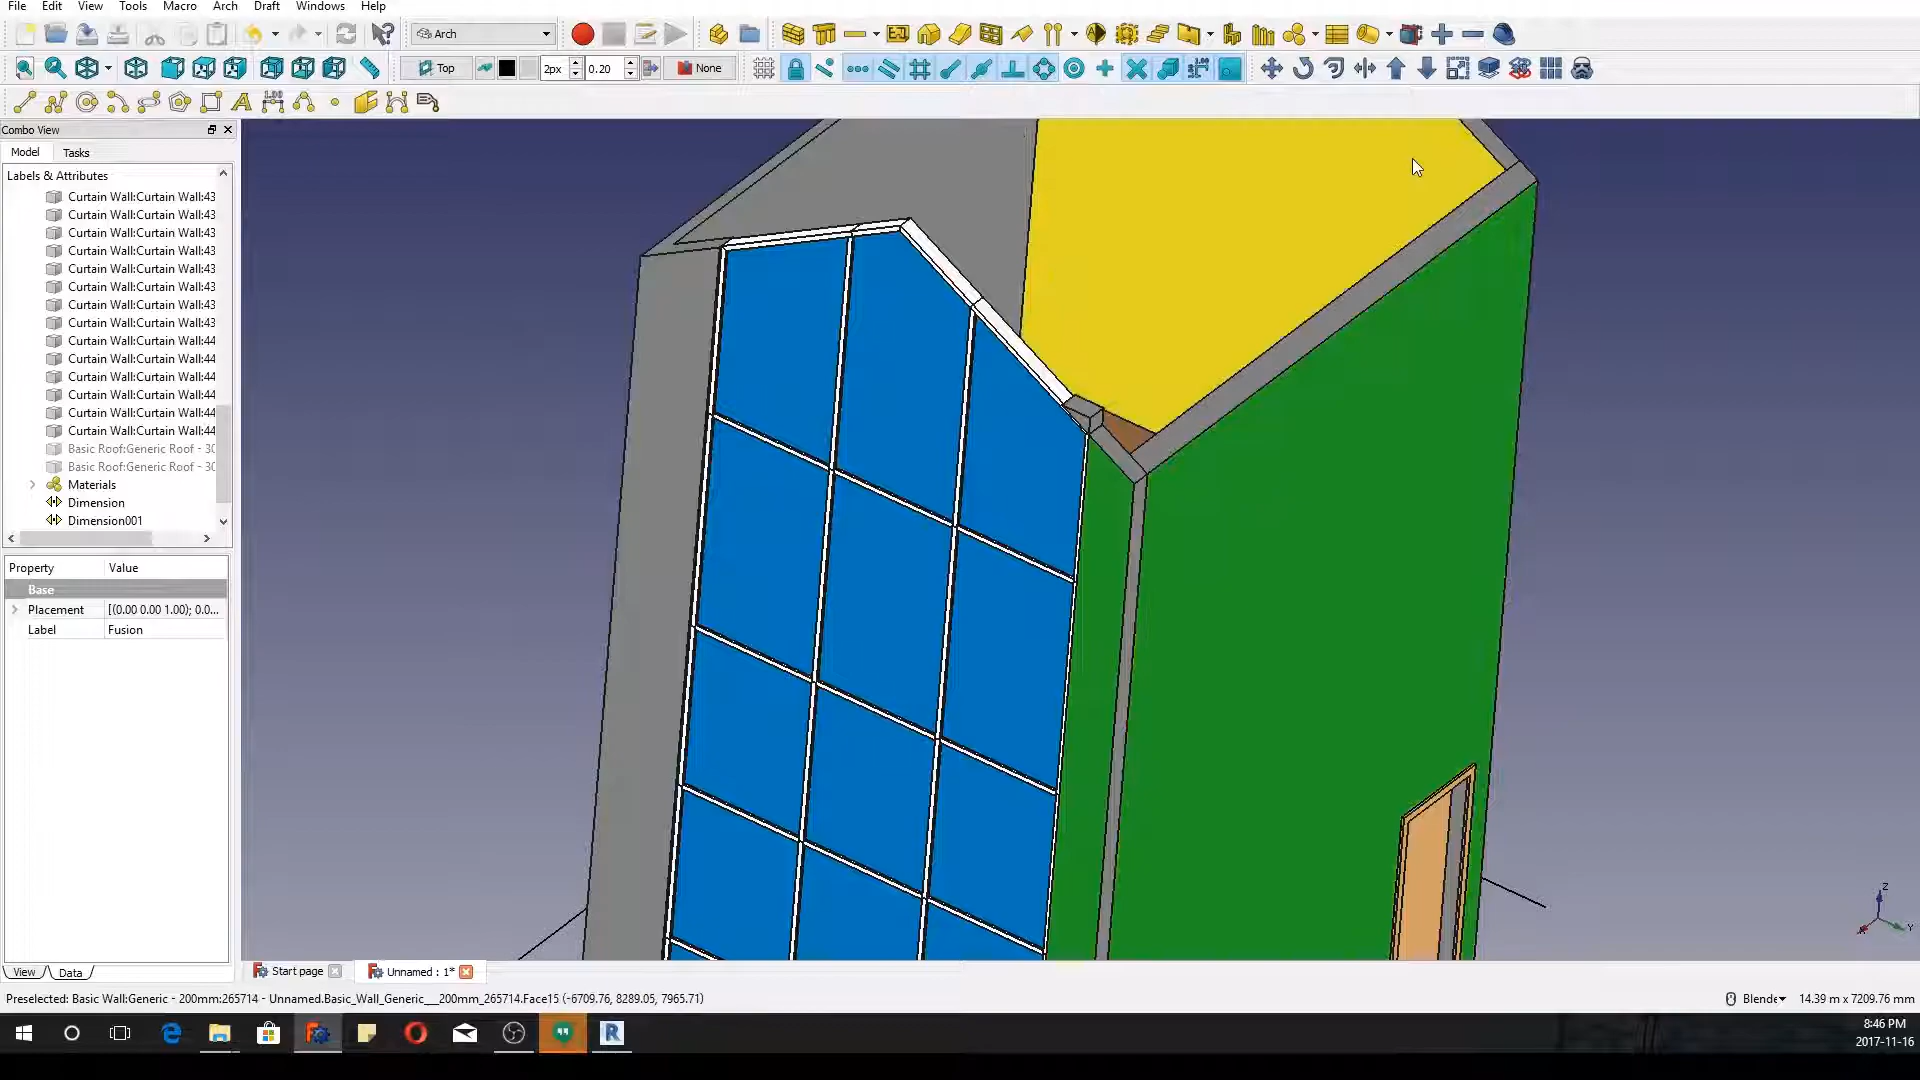 File Edit View Tools Macro Arch Draft Windows Help
Arch
Top 2px 0.20 None
Combo View
Model Tasks
Labels & Attributes
Curtain Wall:Curtain Wall:43
Curtain Wall:Curtain Wall:43
Curtain Wall:Curtain Wall:43
Curtain Wall:Curtain Wall:43
Curtain Wall:Curtain Wall:43
Curtain Wall:Curtain Wall:43
Curtain Wall:Curtain Wall:43
Curtain Wall:Curtain Wall:43
Curtain Wall:Curtain Wall:44
Curtain Wall:Curtain Wall:44
Curtain Wall:Curtain Wall:44
Curtain Wall:Curtain Wall:44
Curtain Wall:Curtain Wall:44
Curtain Wall:Curtain Wall:44
Basic Roof:Generic Roof - 30
Basic Roof:Generic Roof - 30
Materials
Dimension
Dimension001
Property Value
Base
Placement [(0.00 0.00 1.00); 0.0...
Label Fusion
View Data
Start page Unnamed : 1*
Preselected: Basic Wall:Generic - 200mm:265714 - Unnamed.Basic_Wall_Generic___200mm_265714.Face15 (-6709.76, 8289.05, 7965.71)
Blende 14.39 m x 7209.76 mm
8:46 PM
2017-11-16
Z
Y